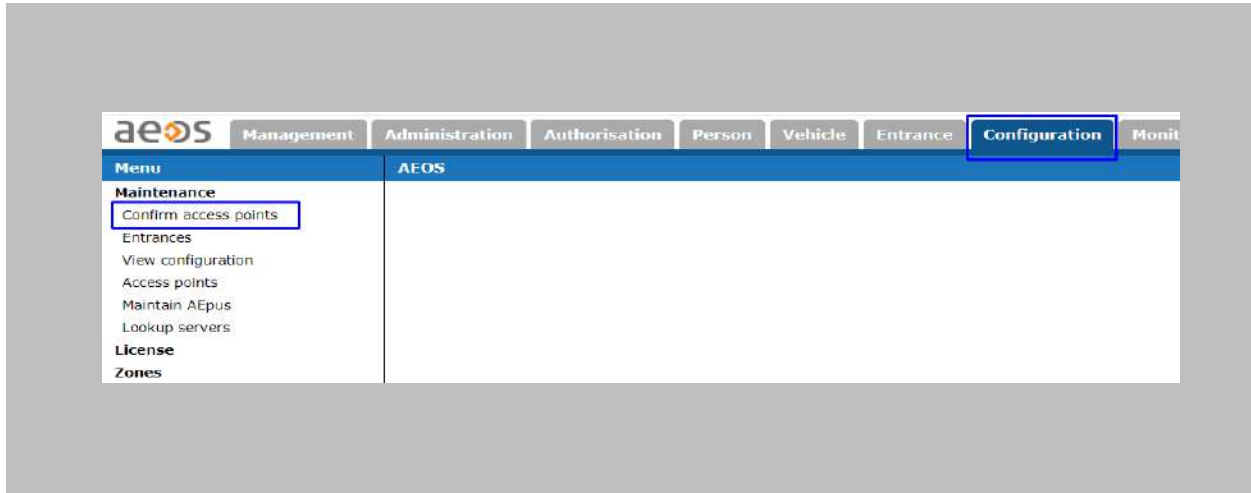 aeos Management Administration Authorisation Person Vehicle Entrance Configuration Monit
Menu AEOS
Maintenance
Confirm access points
Entrances
View configuration
Access points
Maintain AEpus
Lookup servers
License
Zones